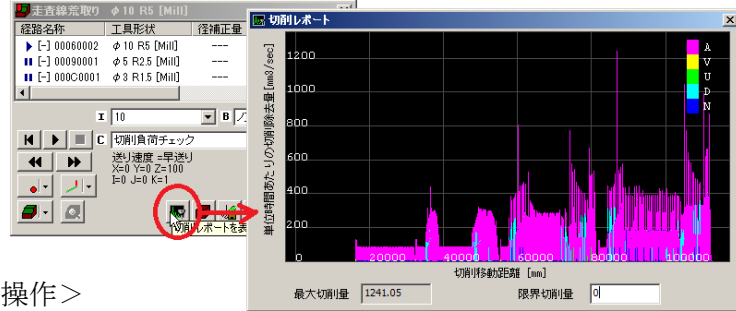 走査線荒取り φ10 R5 [Mill]
経路名称 工具形状 径補正量
[-] 00060002 φ10 R5 [Mill] ---
[-] 00090001 φ5 R2.5 [Mill] ---
[-] 000C0001 φ3 R1.5 [Mill] ---
I 10 B
C 切削負荷チェック
送り速度 =早送り
X=0 Y=0 Z=100
I=0 J=0 K=1
切削レポートを表
切削レポート
単位時間あたりの切削除去量[mm3/sec]
1200
1000
800
600
400
200
0 20000 40000 60000 80000 100000
A
V
U
D
N
切削移動距離 [mm]
最大切削量 1241.05 限界切削量 0
操作＞